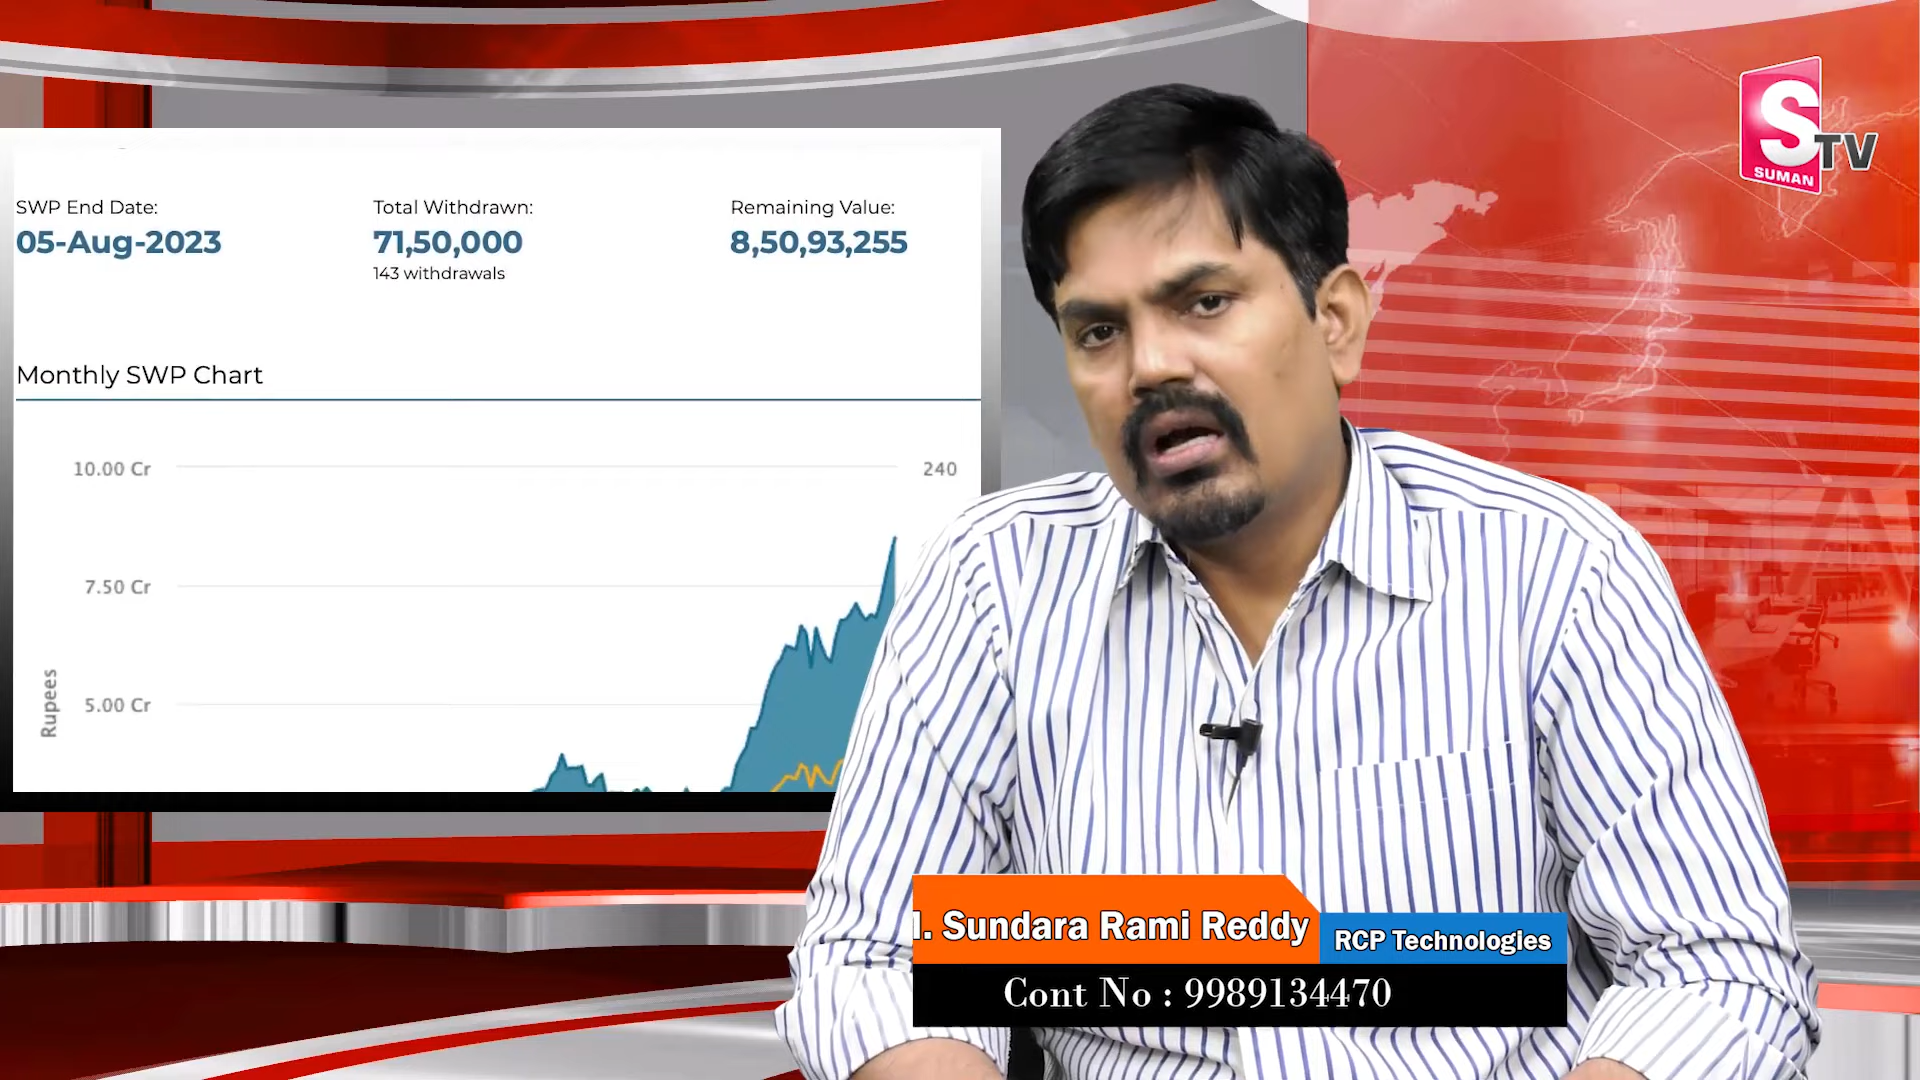 SWP End Date:
05-Aug-2023
Total Withdrawn:
71,50,000
143 withdrawals
Remaining Value:
8,50,93,255
Monthly SWP Chart
10.00 Cr
240
7.50 Cr
5.00 Cr
Rupees
S TV
SUMAN
. Sundara Rami Reddy
RCP Technologies
Cont No : 9989134470